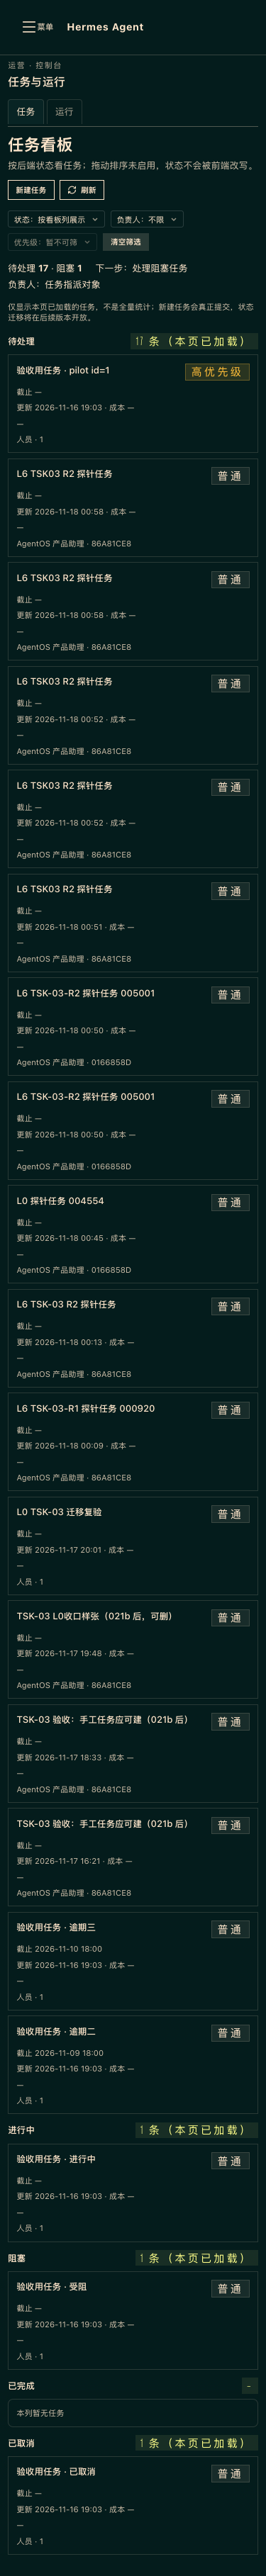 菜单 Hermes Agent
运营 · 控制台
任务与运行
任务 运行
任务看板
按后端状态看任务；拖动排序未启用，状态不会被前端改写。
新建任务 刷新
状态：按看板列展示 负责人：不限
优先级：暂不可筛 清空筛选
待处理 17 · 阻塞 1 下一步：处理阻塞任务
负责人：任务指派对象
仅显示本页已加载的任务，不是全量统计；新建任务会真正提交，状态
迁移将在后续版本开放。
待处理 17 条（本页已加载）
验收用任务 · pilot id=1 高优先级
截止 —
更新 2026-11-16 19:03 · 成本 —
—
人员 · 1
L6 TSK03 R2 探针任务 普通
截止 —
更新 2026-11-18 00:58 · 成本 —
—
AgentOS 产品助理 · 86A81CE8
L6 TSK03 R2 探针任务 普通
截止 —
更新 2026-11-18 00:58 · 成本 —
—
AgentOS 产品助理 · 86A81CE8
L6 TSK03 R2 探针任务 普通
截止 —
更新 2026-11-18 00:52 · 成本 —
—
AgentOS 产品助理 · 86A81CE8
L6 TSK03 R2 探针任务 普通
截止 —
更新 2026-11-18 00:52 · 成本 —
—
AgentOS 产品助理 · 86A81CE8
L6 TSK03 R2 探针任务 普通
截止 —
更新 2026-11-18 00:51 · 成本 —
—
AgentOS 产品助理 · 86A81CE8
L6 TSK-03-R2 探针任务 005001 普通
截止 —
更新 2026-11-18 00:50 · 成本 —
—
AgentOS 产品助理 · 0166858D
L6 TSK-03-R2 探针任务 005001 普通
截止 —
更新 2026-11-18 00:50 · 成本 —
—
AgentOS 产品助理 · 0166858D
L0 探针任务 004554 普通
截止 —
更新 2026-11-18 00:45 · 成本 —
—
AgentOS 产品助理 · 0166858D
L6 TSK-03 R2 探针任务 普通
截止 —
更新 2026-11-18 00:13 · 成本 —
—
AgentOS 产品助理 · 86A81CE8
L6 TSK-03-R1 探针任务 000920 普通
截止 —
更新 2026-11-18 00:09 · 成本 —
—
AgentOS 产品助理 · 86A81CE8
L0 TSK-03 迁移复验 普通
截止 —
更新 2026-11-17 20:01 · 成本 —
—
人员 · 1
TSK-03 L0收口样张（021b 后，可删） 普通
截止 —
更新 2026-11-17 19:48 · 成本 —
—
AgentOS 产品助理 · 86A81CE8
TSK-03 验收：手工任务应可建（021b 后） 普通
截止 —
更新 2026-11-17 18:33 · 成本 —
—
AgentOS 产品助理 · 86A81CE8
TSK-03 验收：手工任务应可建（021b 后） 普通
截止 —
更新 2026-11-17 16:21 · 成本 —
—
AgentOS 产品助理 · 86A81CE8
验收用任务 · 逾期三 普通
截止 2026-11-10 18:00
更新 2026-11-16 19:03 · 成本 —
—
人员 · 1
验收用任务 · 逾期二 普通
截止 2026-11-09 18:00
更新 2026-11-16 19:03 · 成本 —
—
人员 · 1
进行中 1 条（本页已加载）
验收用任务 · 进行中 普通
截止 —
更新 2026-11-16 19:03 · 成本 —
—
人员 · 1
阻塞 1 条（本页已加载）
验收用任务 · 受阻 普通
截止 —
更新 2026-11-16 19:03 · 成本 —
—
人员 · 1
已完成 -
本列暂无任务
已取消 1 条（本页已加载）
验收用任务 · 已取消 普通
截止 —
更新 2026-11-16 19:03 · 成本 —
—
人员 · 1